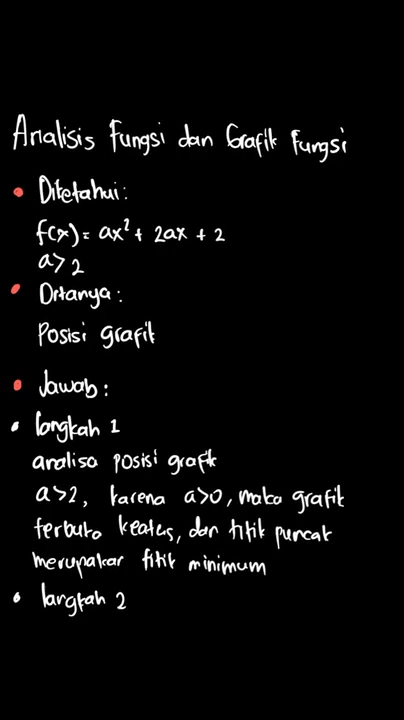 Analisis Fungsi dan Grafik Fungsi
• Diketahui:
f(x) = ax² + 2ax + 2
a > 2
• Ditanya:
Posisi grafik
• Jawab:
• langkah 1
analisa posisi grafik
a>2, karena a>0, maka grafik
terbuka keatas, dan titik puncak
merupakan titik minimum
• langkah 2